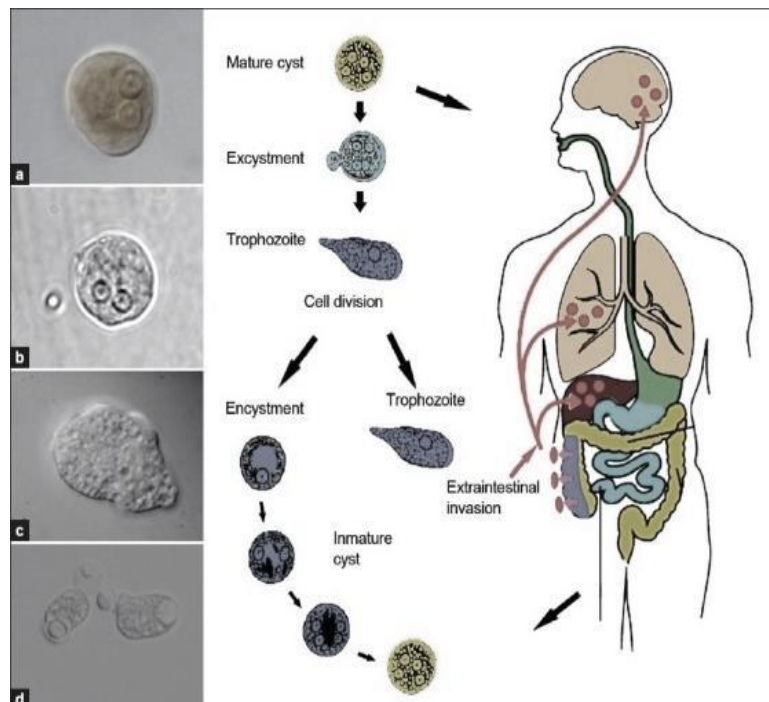 a
b
c
d
Mature cyst
Excystment
Trophozoite
Cell division
Encystment
Trophozoite
Inmature
cyst
Extraintestinal
invasion